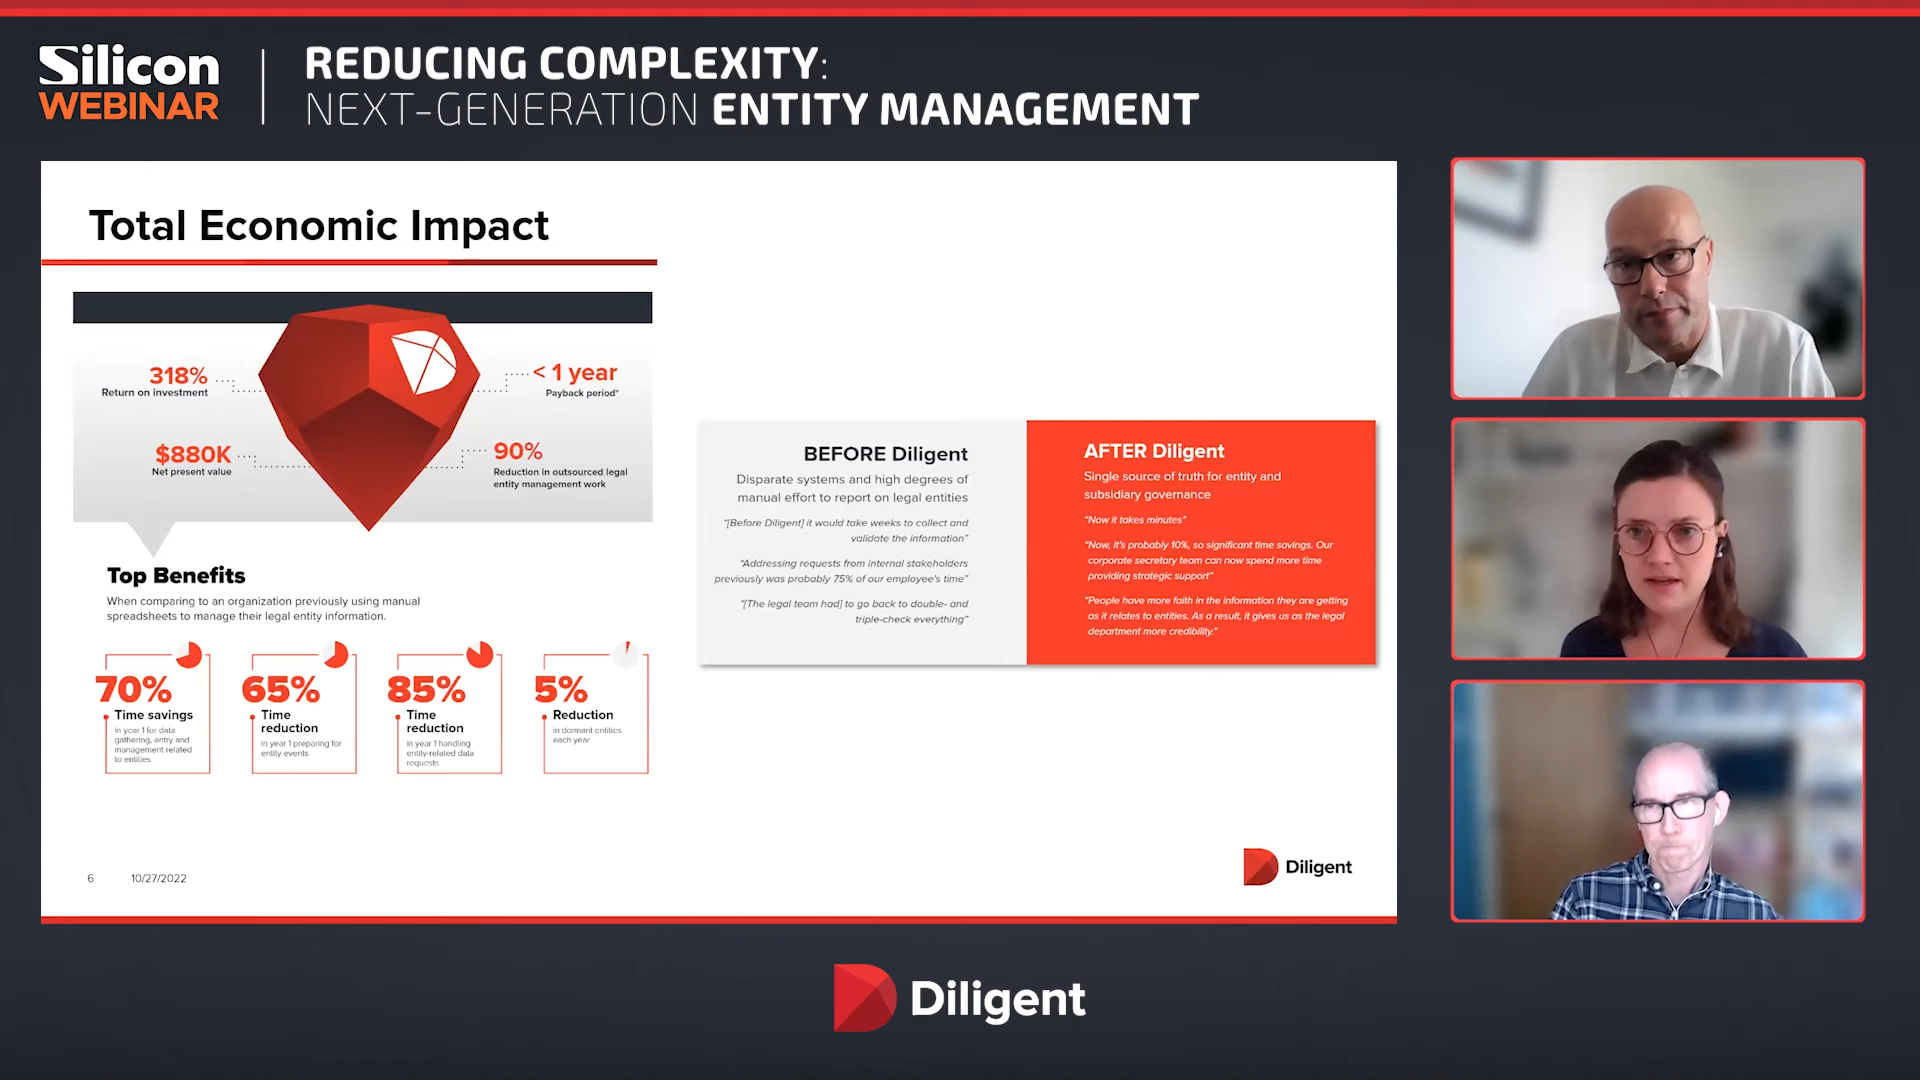 Silicon
WEBINAR
REDUCING COMPLEXITY:
NEXT-GENERATION ENTITY MANAGEMENT
Total Economic Impact
318%
Return on investment
< 1 year
Payback period*
$880K
Net present value
90%
Reduction in outsourced legal
entity management work
Top Benefits
When comparing to an organization previously using manual
spreadsheets to manage their legal entity information.
70%
Time savings
in year 1 for data
gathering, entry and
management related
to entities
65%
Time
reduction
in year 1 preparing for
entity events
85%
Time
reduction
in year 1 handling
entity-related data
requests
5%
Reduction
in dormant entities
each year
BEFORE Diligent
Disparate systems and high degrees of
manual effort to report on legal entities
"[Before Diligent] it would take weeks to collect and
validate the information"
"Addressing requests from internal stakeholders
previously was probably 75% of our employee's time"
"[The legal team had] to go back to double- and
triple-check everything"
AFTER Diligent
Single source of truth for entity and
subsidiary governance
"Now it takes minutes"
"Now, it's probably 10%, so significant time savings. Our
corporate secretary team can now spend more time
providing strategic support"
"People have more faith in the information they are getting
as it relates to entities. As a result, it gives us as the legal
department more credibility."
6
10/27/2022
Diligent
Diligent